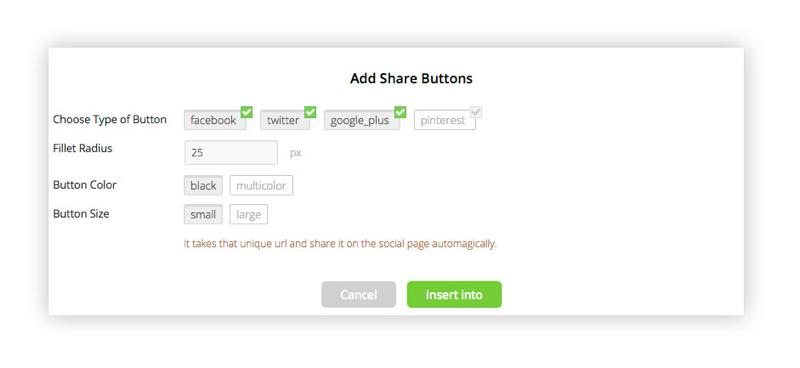 Add Share Buttons
Choose Type of Button facebook twitter google_plus pinterest
Fillet Radius 25 px
Button Color black multicolor
Button Size small large
It takes that unique url and share it on the social page automagically.
Cancel Insert into